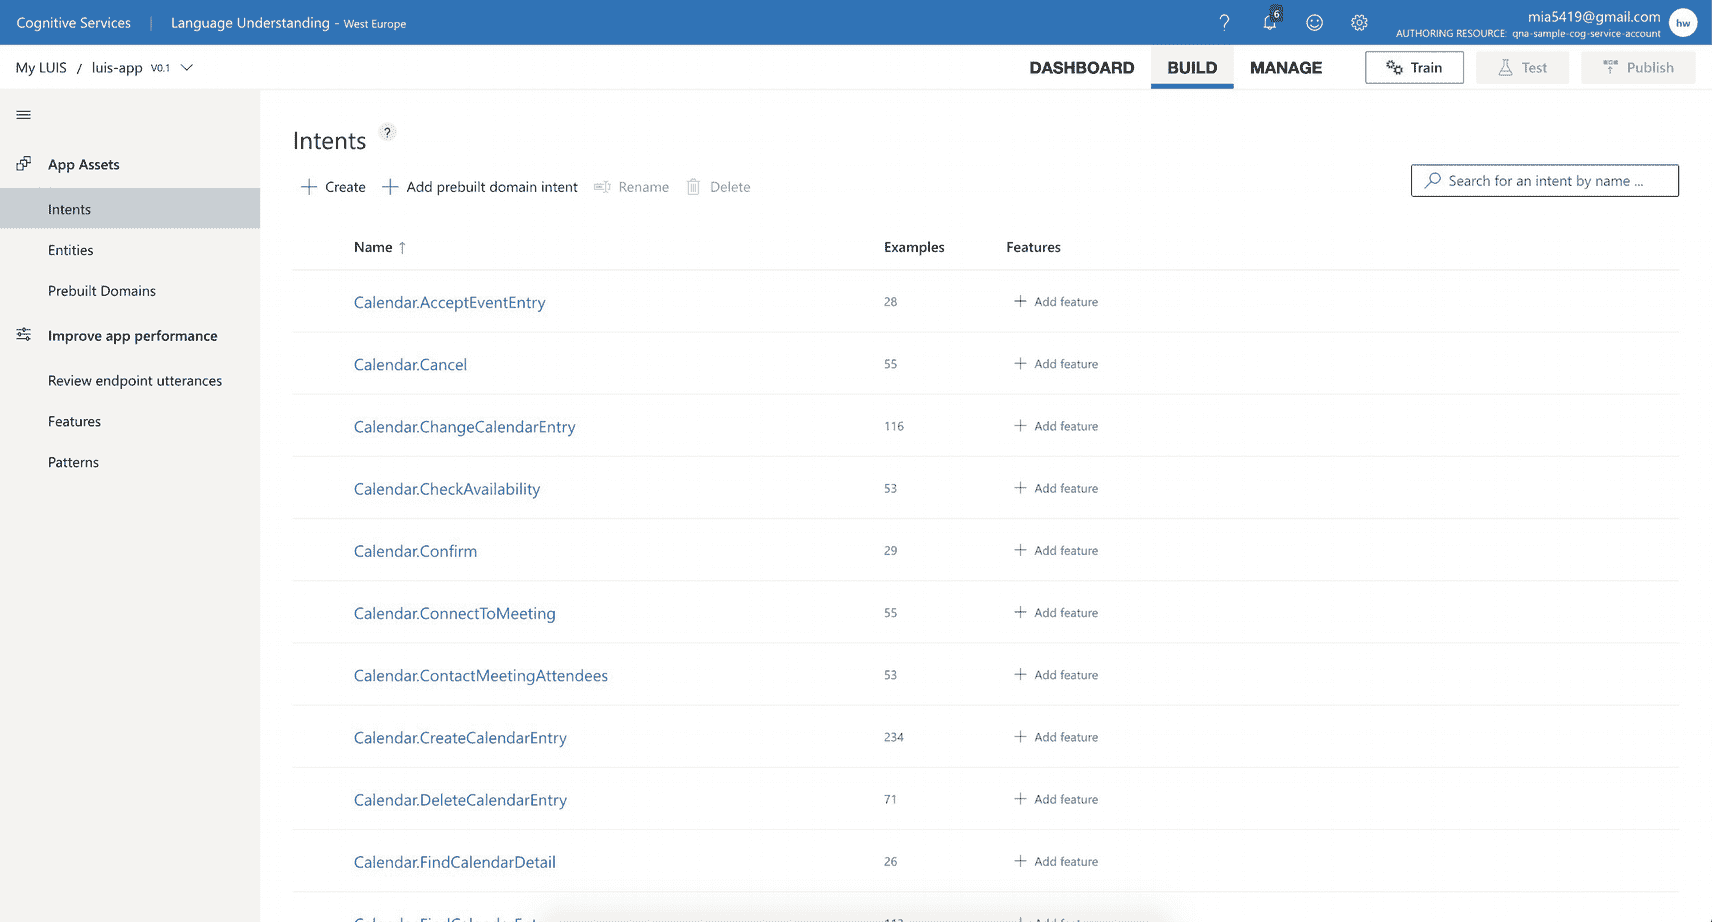 Cognitive Services | Language Understanding - West Europe
? 6 mia5419@gmail.com hw
AUTHORING RESOURCE: qna-sample-cog-service-account
My LUIS / luis-app V0.1
DASHBOARD BUILD MANAGE Train Test Publish
App Assets
Intents
Entities
Prebuilt Domains
Improve app performance
Review endpoint utterances
Features
Patterns
Intents ?
+ Create + Add prebuilt domain intent Rename Delete
Search for an intent by name ...
Name ↑ Examples Features
Calendar.AcceptEventEntry 28 + Add feature
Calendar.Cancel 55 + Add feature
Calendar.ChangeCalendarEntry 116 + Add feature
Calendar.CheckAvailability 53 + Add feature
Calendar.Confirm 29 + Add feature
Calendar.ConnectToMeeting 55 + Add feature
Calendar.ContactMeetingAttendees 53 + Add feature
Calendar.CreateCalendarEntry 234 + Add feature
Calendar.DeleteCalendarEntry 71 + Add feature
Calendar.FindCalendarDetail 26 + Add feature